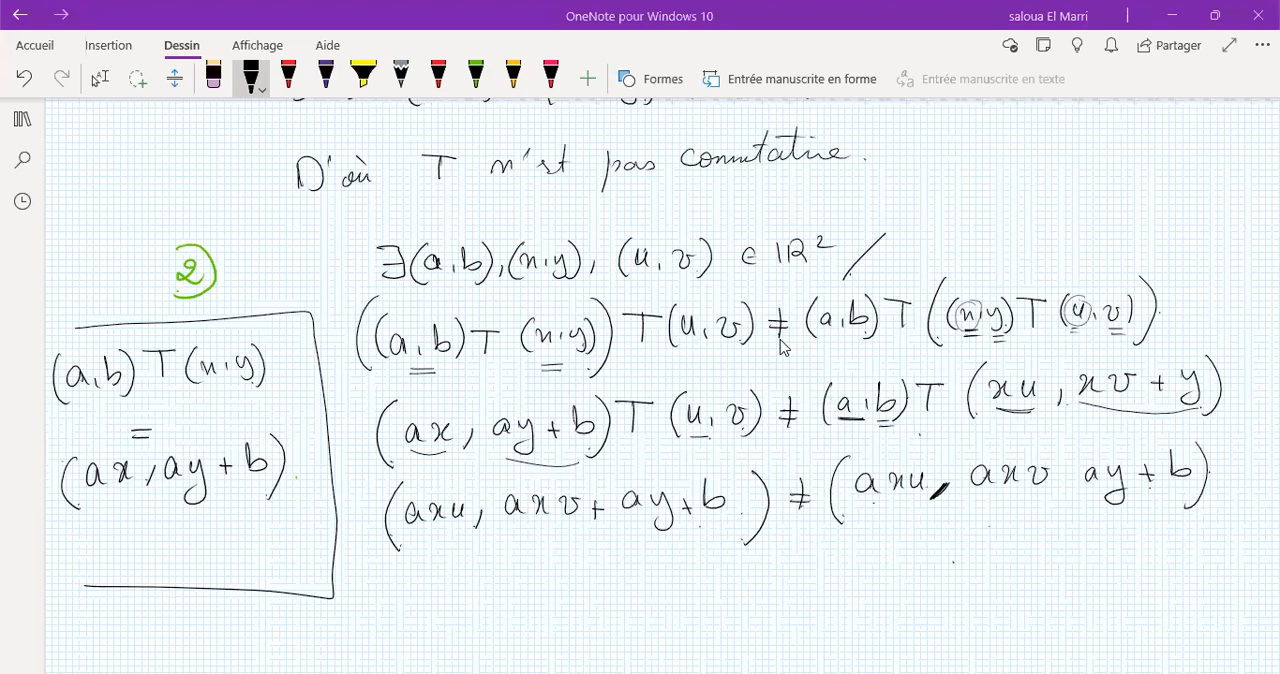 OneNote pour Windows 10
saloua El Marri
Accueil Insertion Dessin Affichage Aide
Partager
Formes Entrée manuscrite en forme Entrée manuscrite en texte
D'où T n'est pas commutative.
②
∃(a,b),(x,y), (u,v) ∈ IR² /
((a,b) T (x,y)) T (u,v) ≠ (a,b) T ((x,y) T (u,v))
(ax, ay+b) T (u,v) ≠ (a,b) T (xu, xv+y)
(axu, axv+ay+b) ≠ (axu, axv ay+b)
(a,b) T (x,y)
=
(ax, ay+b)